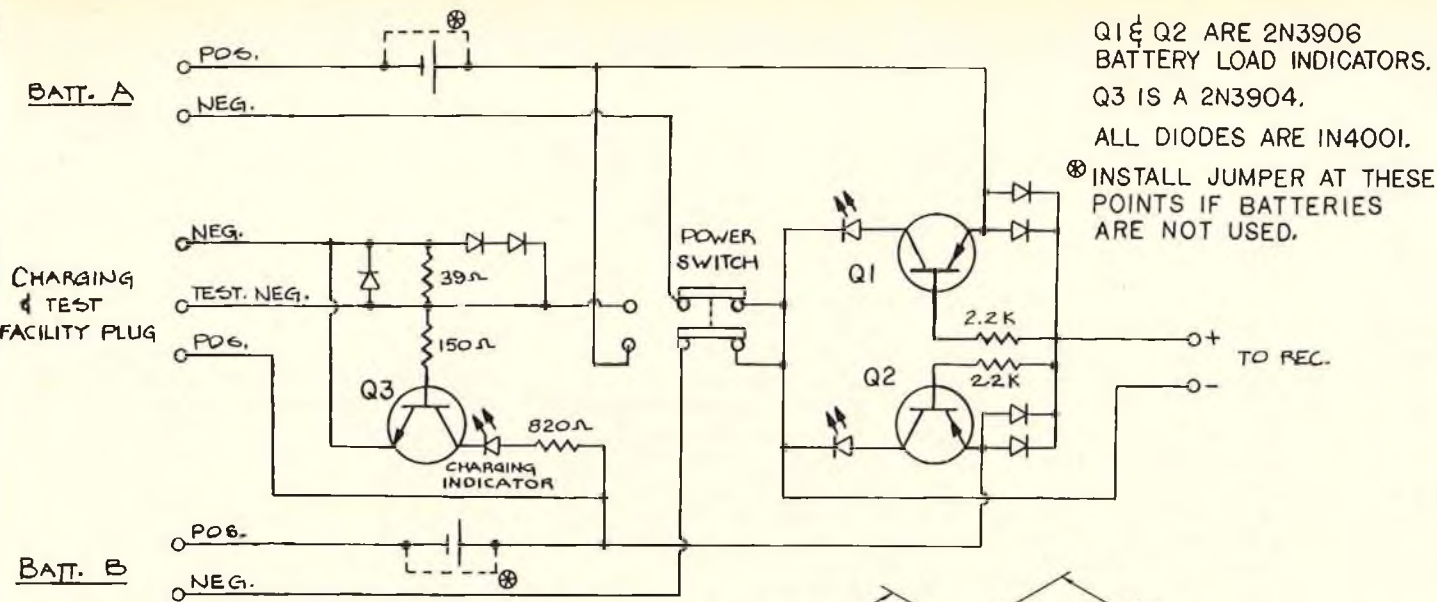 Q1 & Q2 ARE 2N3906
BATTERY LOAD INDICATORS.
Q3 IS A 2N3904.
ALL DIODES ARE 1N4001.
⊛ INSTALL JUMPER AT THESE
POINTS IF BATTERIES
ARE NOT USED.
⊛
BATT. A
POS.
NEG.
CHARGING
& TEST
FACILITY PLUG
NEG.
TEST. NEG.
POS.
39Ω
150Ω
Q3
820Ω
CHARGING
INDICATOR
POWER
SWITCH
Q1
2.2K
2.2K
Q2
+
-
TO REC.
BATT. B
POS.
NEG.
⊛